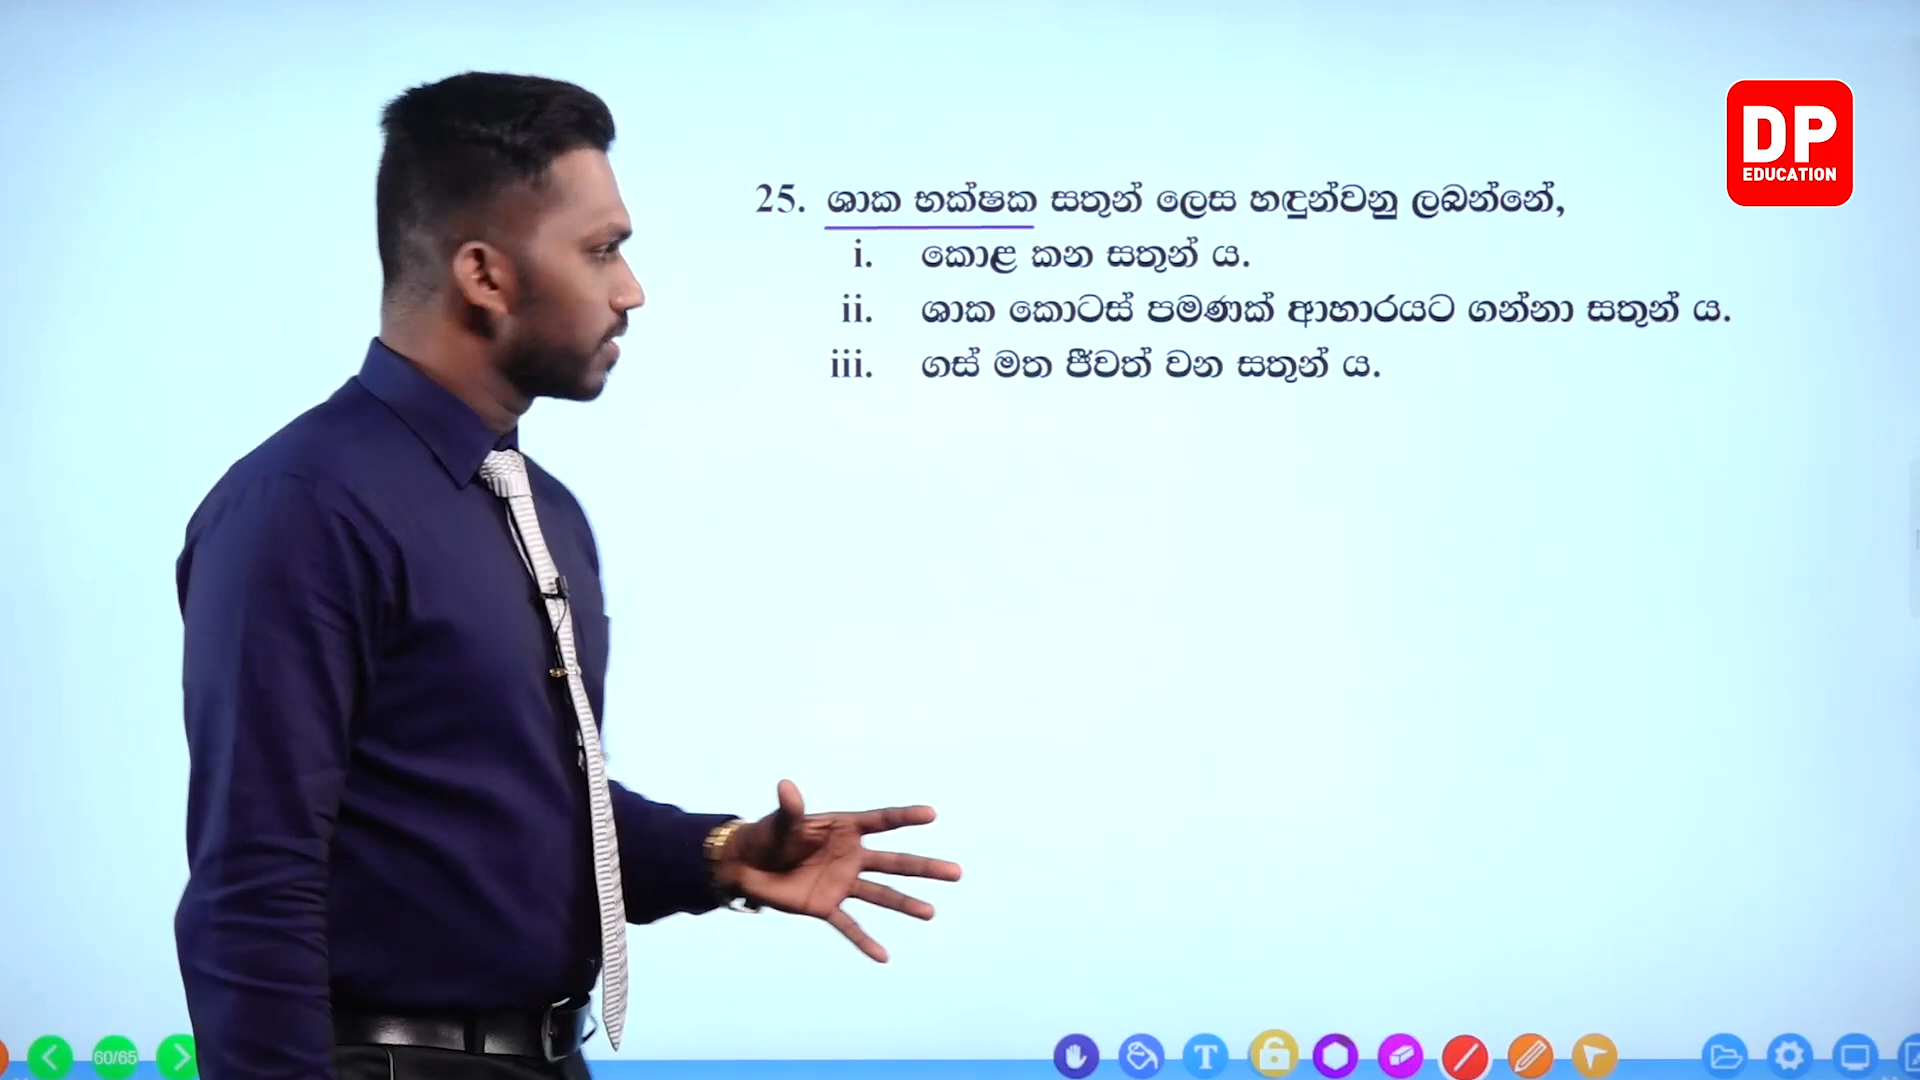 DP
EDUCATION
25. ශාක භක්ෂක සතුන් ලෙස හඳුන්වනු ලබන්නේ,
i. කොළ කන සතුන් ය.
ii. ශාක කොටස් පමණක් ආහාරයට ගන්නා සතුන් ය.
iii. ගස් මත ජීවත් වන සතුන් ය.
60/65
T